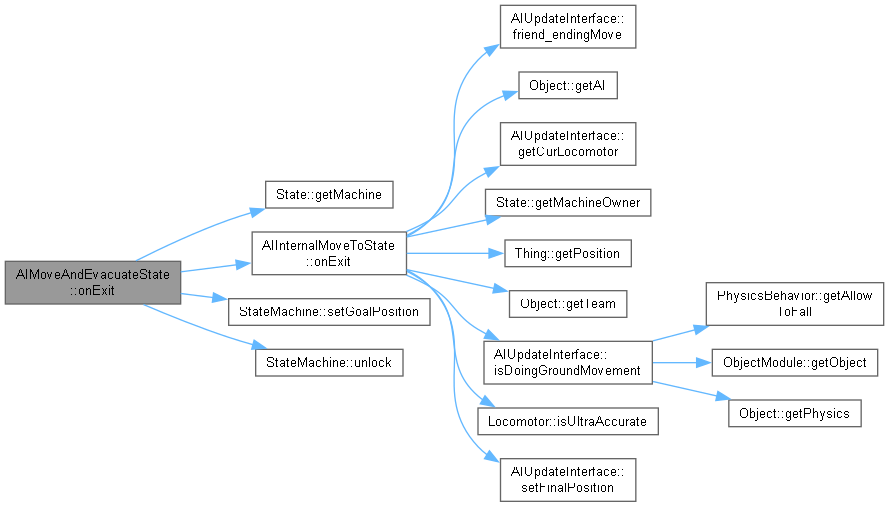 AIMoveAndEvacuateState
::onExit
State::getMachine
AIInternalMoveToState
::onExit
StateMachine::setGoalPosition
StateMachine::unlock
AIUpdateInterface::
friend_endingMove
Object::getAI
AIUpdateInterface::
getCurLocomotor
State::getMachineOwner
Thing::getPosition
Object::getTeam
AIUpdateInterface::
isDoingGroundMovement
Locomotor::isUltraAccurate
AIUpdateInterface::
setFinalPosition
PhysicsBehavior::getAllow
ToFall
ObjectModule::getObject
Object::getPhysics